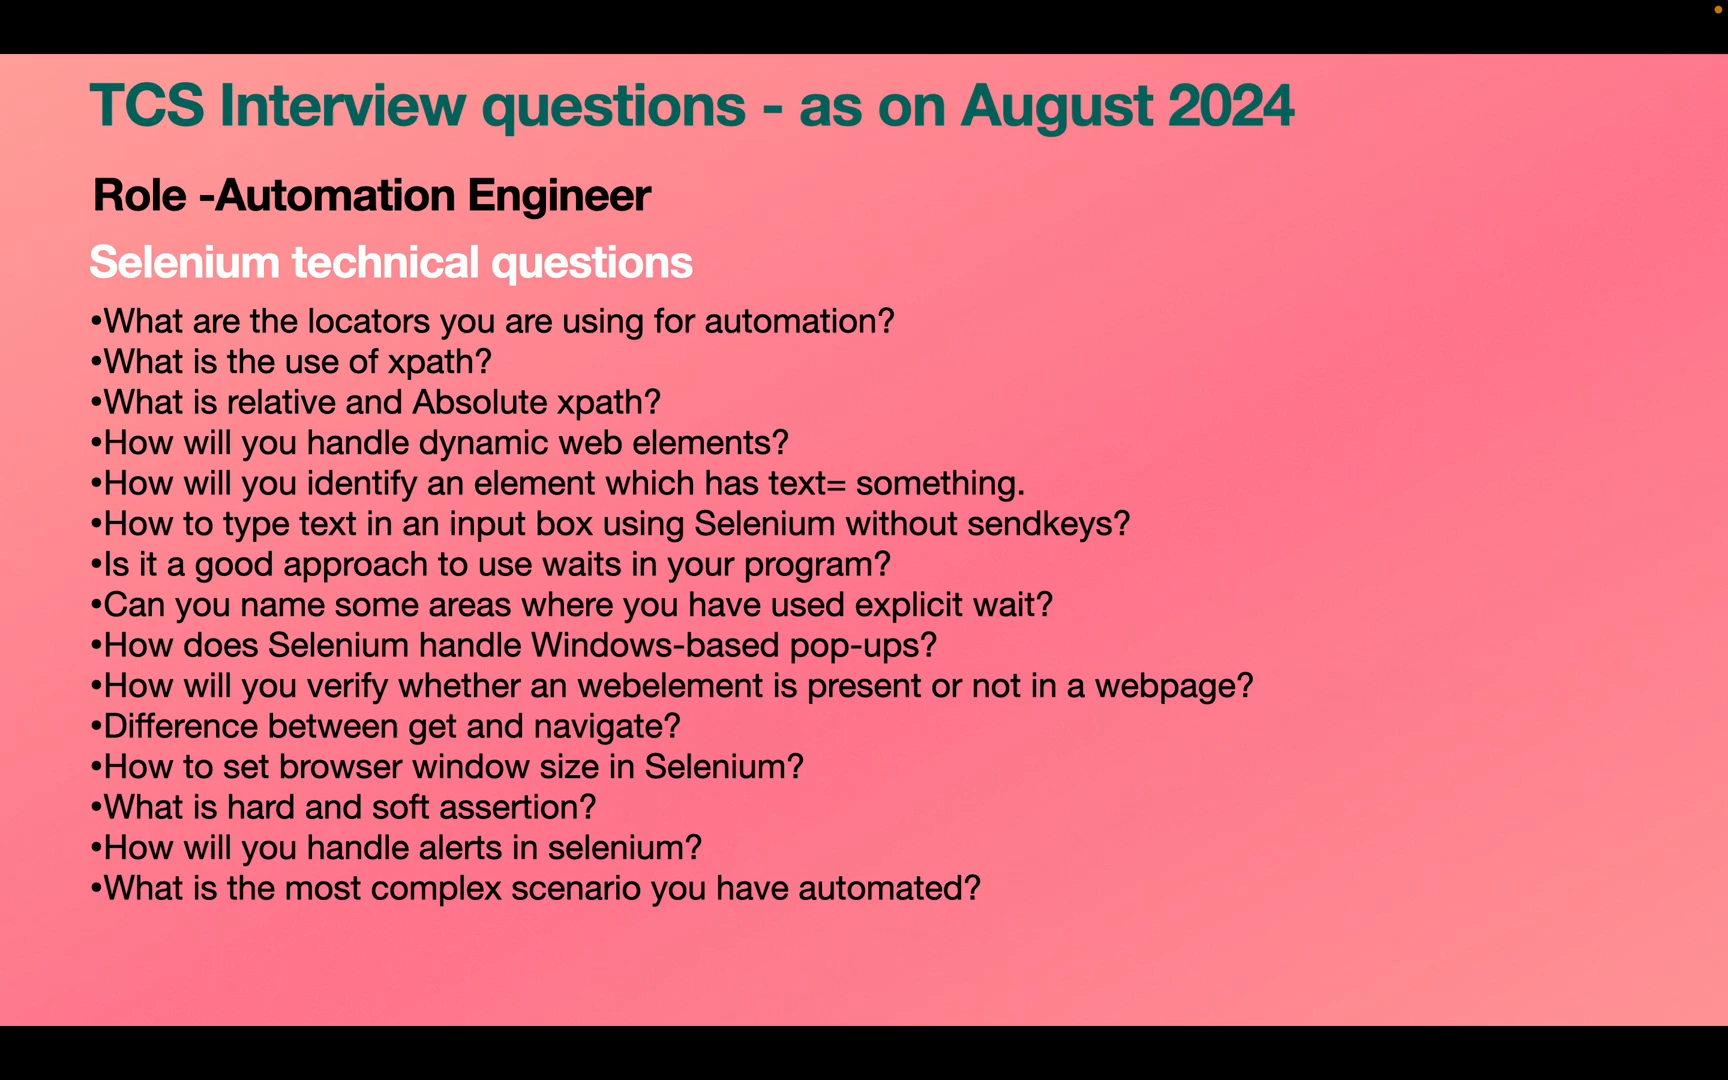 TCS Interview questions - as on August 2024
Role -Automation Engineer
Selenium technical questions
•What are the locators you are using for automation?
•What is the use of xpath?
•What is relative and Absolute xpath?
•How will you handle dynamic web elements?
•How will you identify an element which has text= something.
•How to type text in an input box using Selenium without sendkeys?
•Is it a good approach to use waits in your program?
•Can you name some areas where you have used explicit wait?
•How does Selenium handle Windows-based pop-ups?
•How will you verify whether an webelement is present or not in a webpage?
•Difference between get and navigate?
•How to set browser window size in Selenium?
•What is hard and soft assertion?
•How will you handle alerts in selenium?
•What is the most complex scenario you have automated?